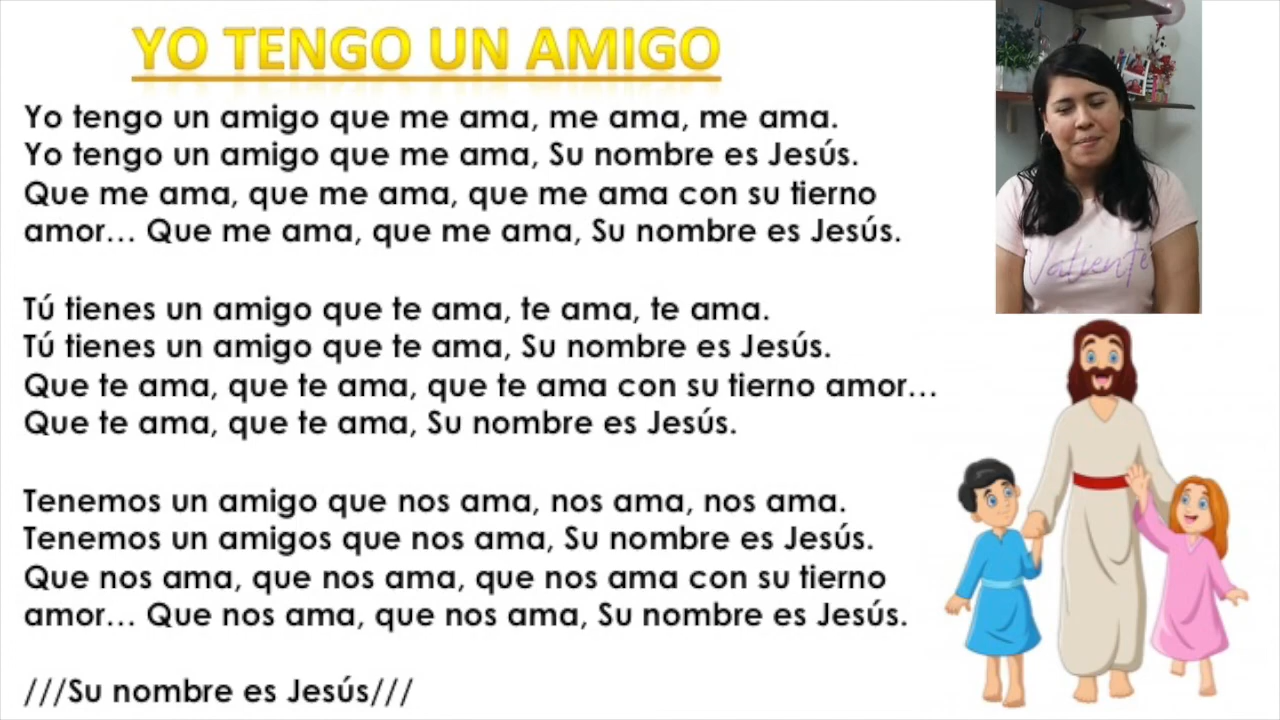 YO TENGO UN AMIGO
Yo tengo un amigo que me ama, me ama, me ama.
Yo tengo un amigo que me ama, Su nombre es Jesús.
Que me ama, que me ama, que me ama con su tierno
amor... Que me ama, que me ama, Su nombre es Jesús.
Tú tienes un amigo que te ama, te ama, te ama.
Tú tienes un amigo que te ama, Su nombre es Jesús.
Que te ama, que te ama, que te ama con su tierno amor...
Que te ama, que te ama, Su nombre es Jesús.
Tenemos un amigo que nos ama, nos ama, nos ama.
Tenemos un amigos que nos ama, Su nombre es Jesús.
Que nos ama, que nos ama, que nos ama con su tierno
amor... Que nos ama, que nos ama, Su nombre es Jesús.
///Su nombre es Jesús///
Valiente